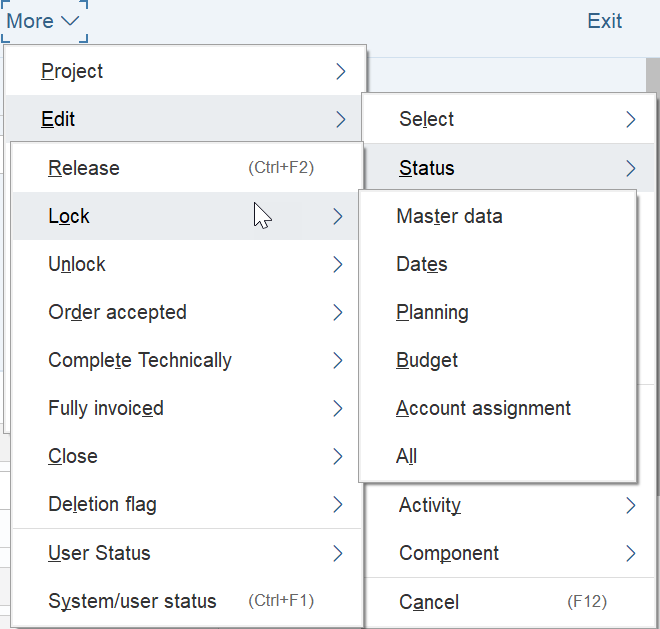 More
Exit
Project
Edit
Select
Status
Release (Ctrl+F2)
Lock
Unlock
Order accepted
Complete Technically
Fully invoiced
Close
Deletion flag
User Status
System/user status (Ctrl+F1)
Master data
Dates
Planning
Budget
Account assignment
All
Activity
Component
Cancel (F12)